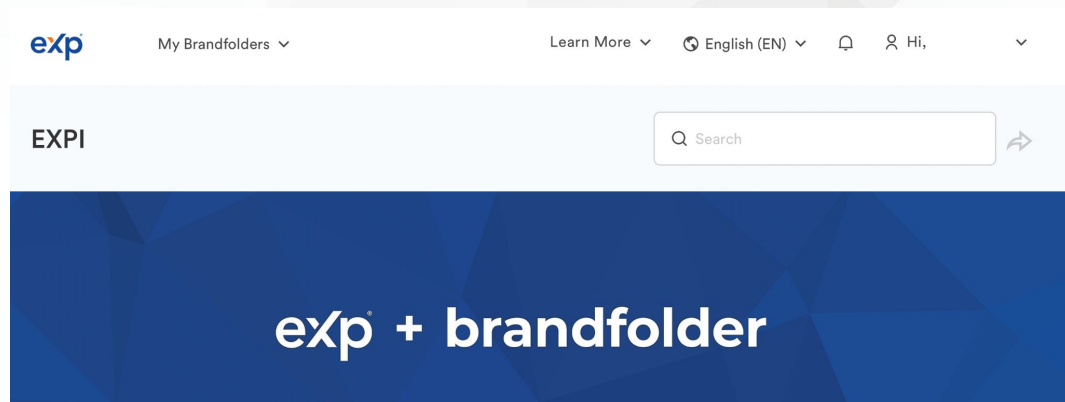 exp My Brandfolders Learn More English (EN) Hi,
EXPI Search
exp® + brandfolder